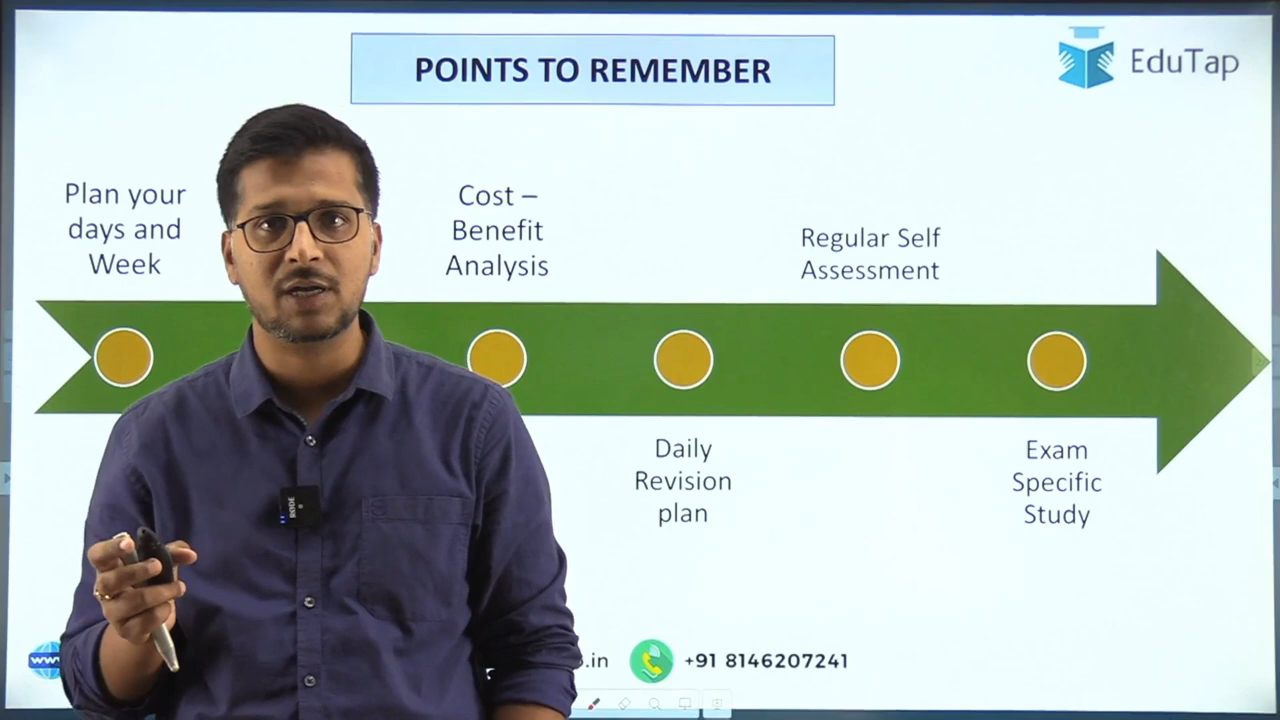 POINTS TO REMEMBER
EduTap
Plan your
days and
Week
Cost –
Benefit
Analysis
Regular Self
Assessment
Daily
Revision
plan
Exam
Specific
Study
RODE
.in
+91 8146207241